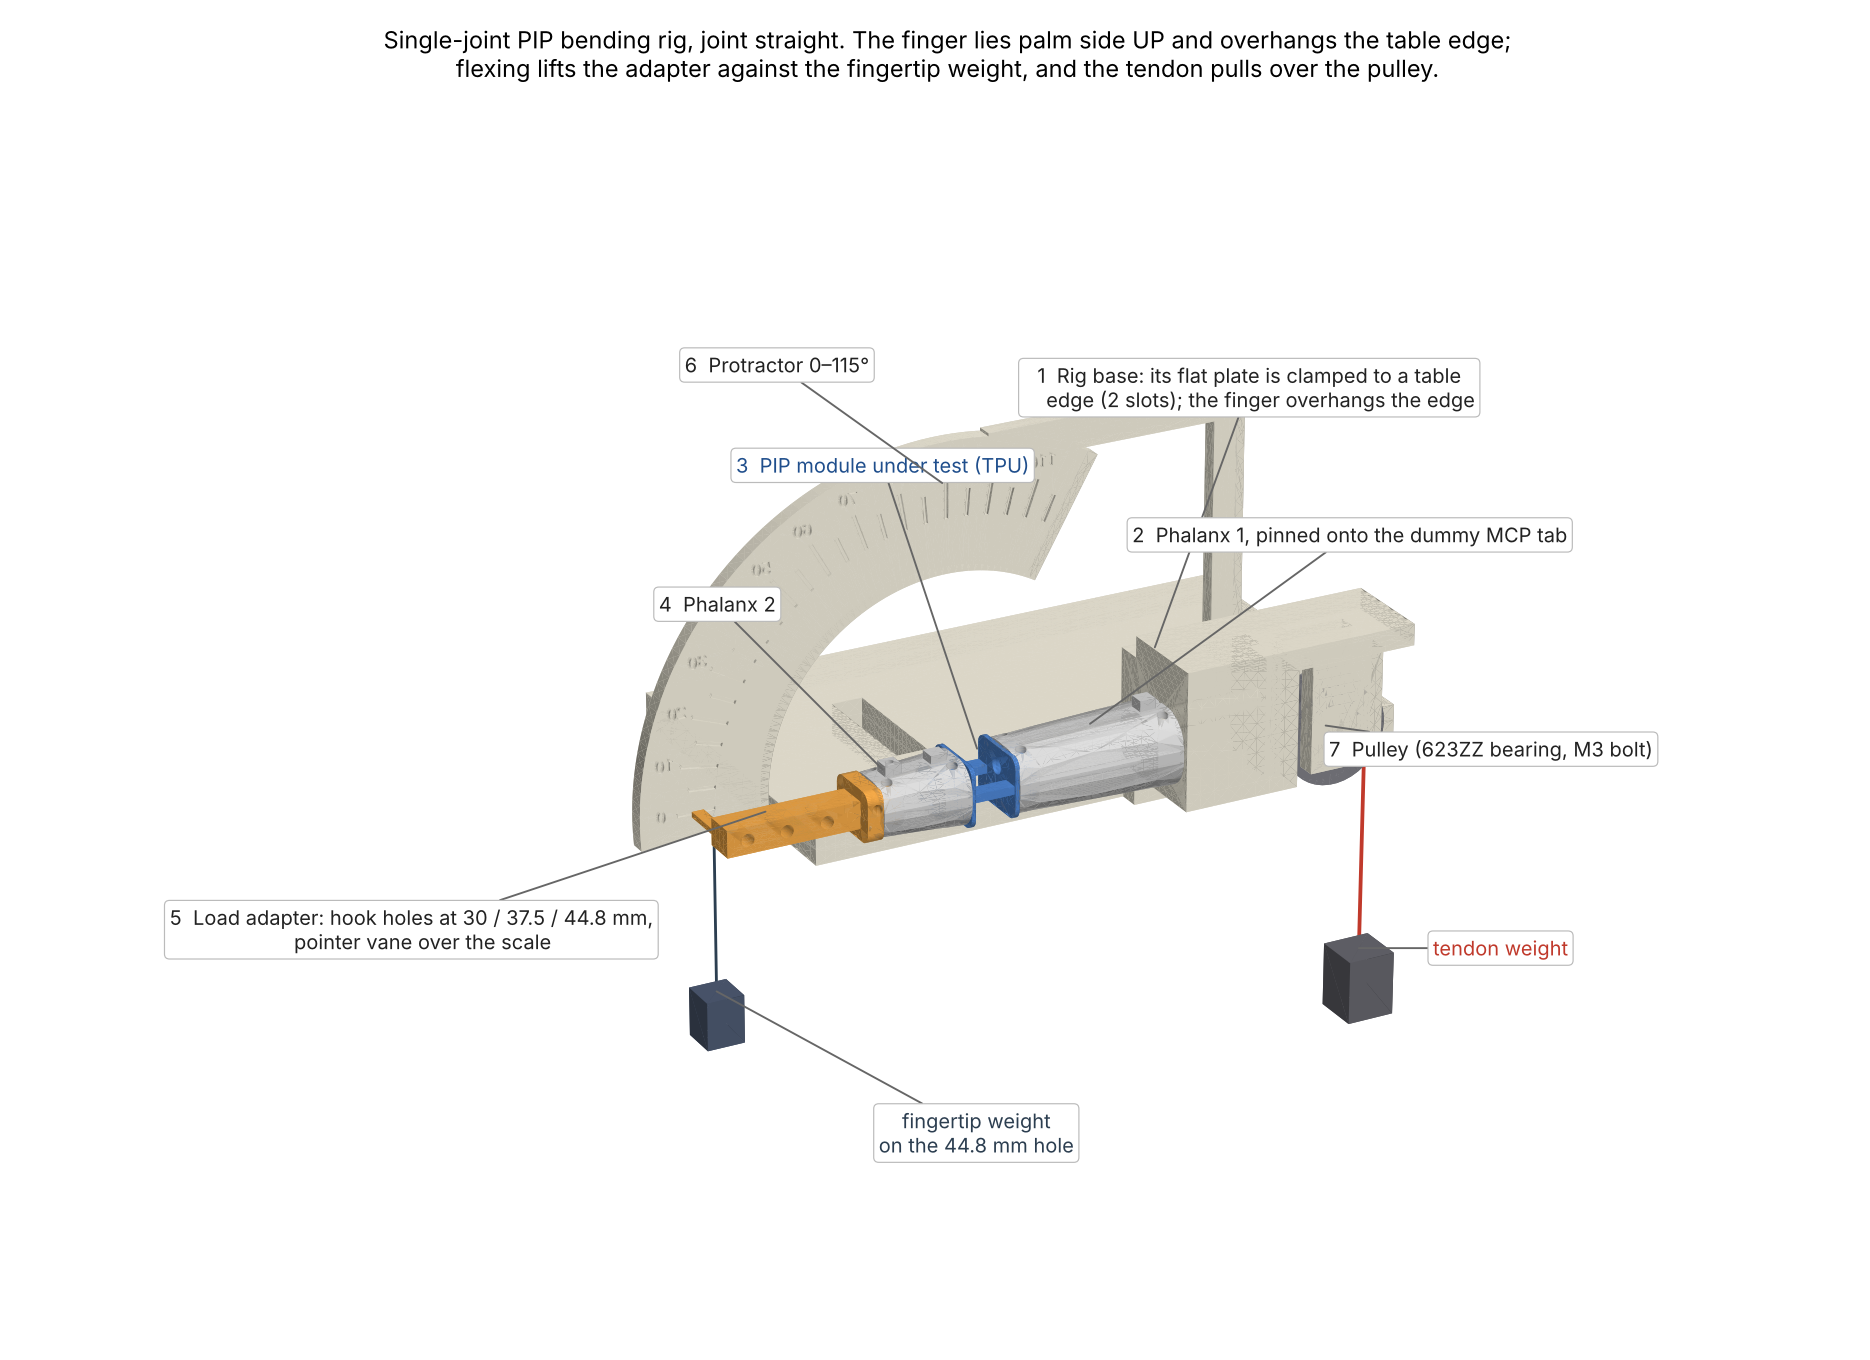 Single-joint PIP bending rig, joint straight. The finger lies palm side UP and overhangs the table edge;
flexing lifts the adapter against the fingertip weight, and the tendon pulls over the pulley.
6 Protractor 0–115°
1 Rig base: its flat plate is clamped to a table
edge (2 slots); the finger overhangs the edge
3 PIP module under test (TPU)
2 Phalanx 1, pinned onto the dummy MCP tab
4 Phalanx 2
7 Pulley (623ZZ bearing, M3 bolt)
5 Load adapter: hook holes at 30 / 37.5 / 44.8 mm,
pointer vane over the scale
tendon weight
fingertip weight
on the 44.8 mm hole